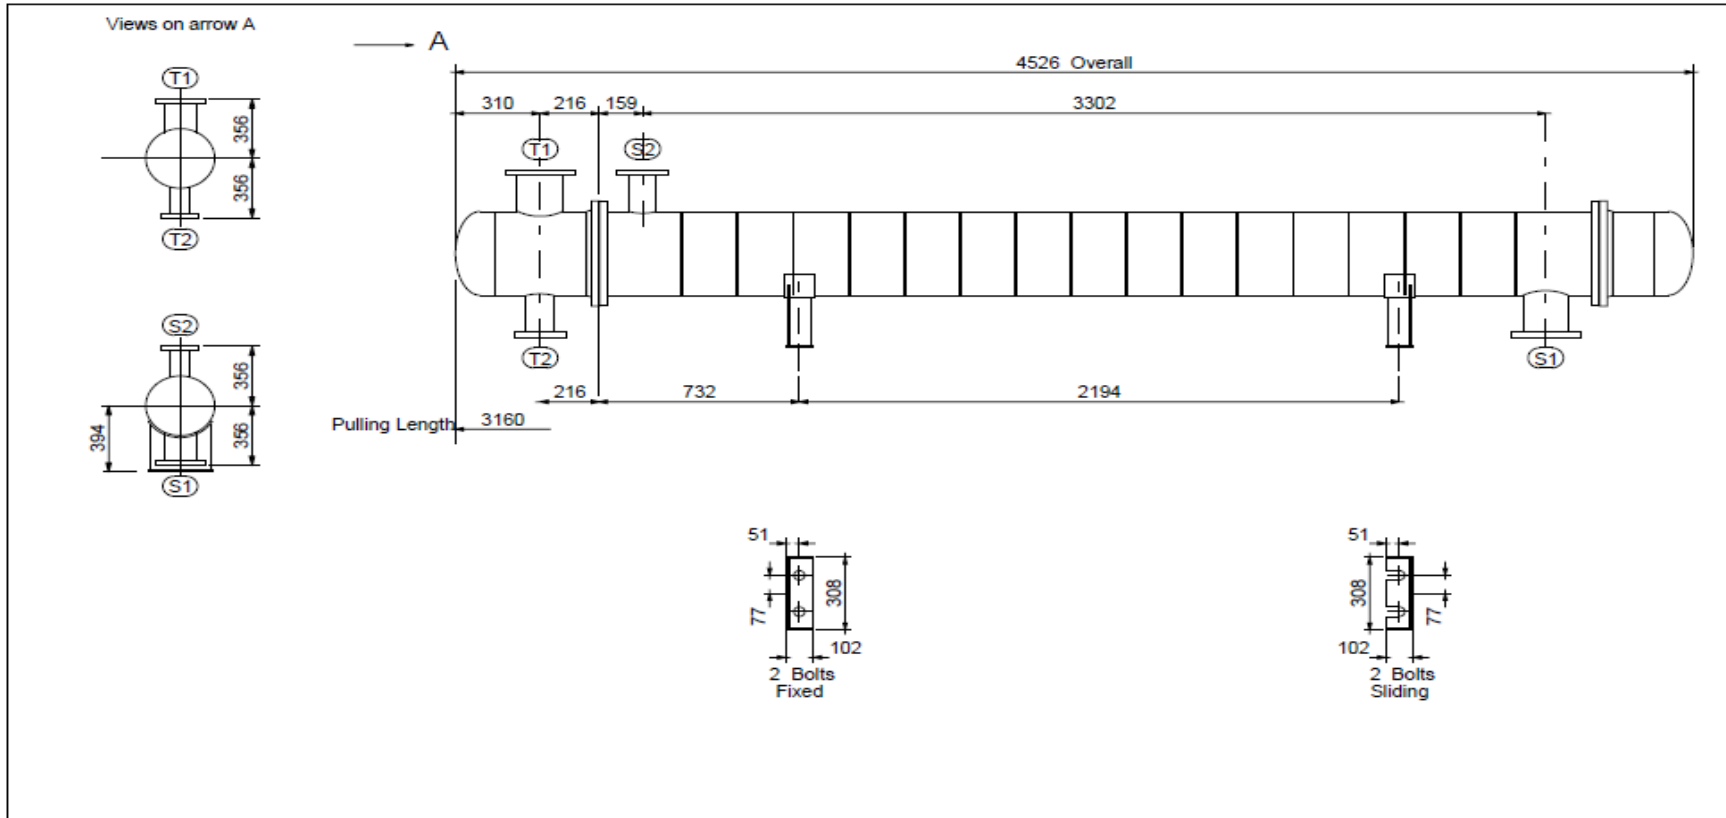 Views on arrow A
A
4526 Overall
310
216
159
3302
T1
356
356
T2
T1
S2
T2
S1
S2
356
394
356
S1
216
732
2194
Pulling Length
3160
51
308
77
102
2 Bolts
Fixed
51
308
77
102
2 Bolts
Sliding